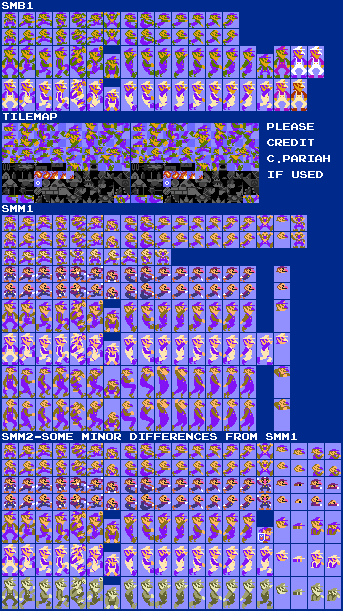 SMB1
TILEMAP
PLEASE
CREDIT
C.PARIAH
IF USED
SMM1
SMM2-SOME MINOR DIFFERENCES FROM SMM1